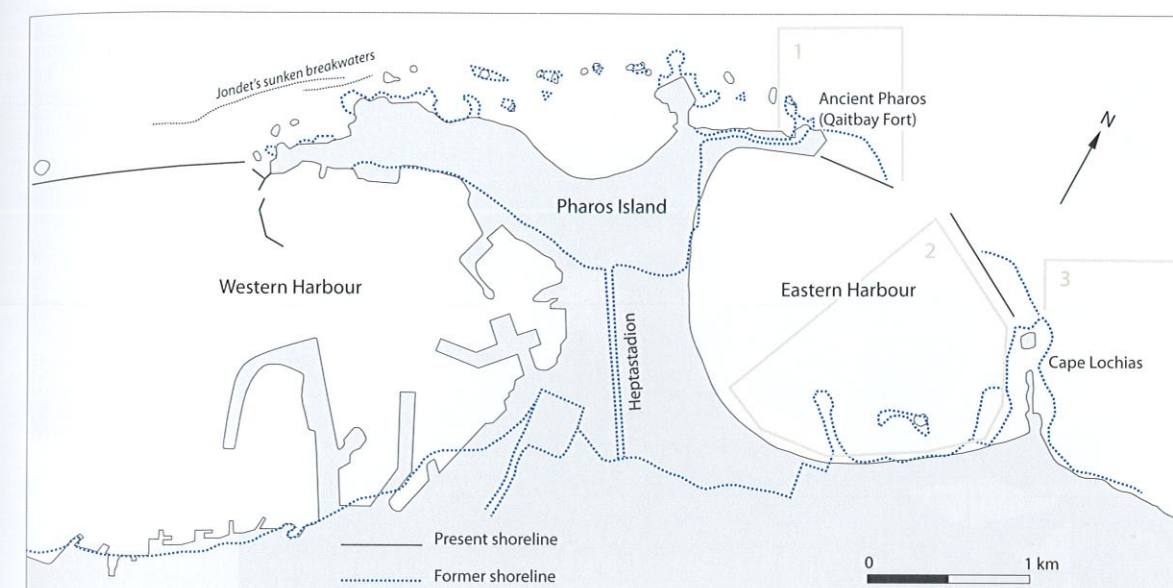 Jondet's sunken breakwaters
1
Ancient Pharos
(Qaitbay Fort)
N
Pharos Island
Western Harbour
2
Eastern Harbour
3
Heptastadion
Cape Lochias
Present shoreline
Former shoreline
0 1 km